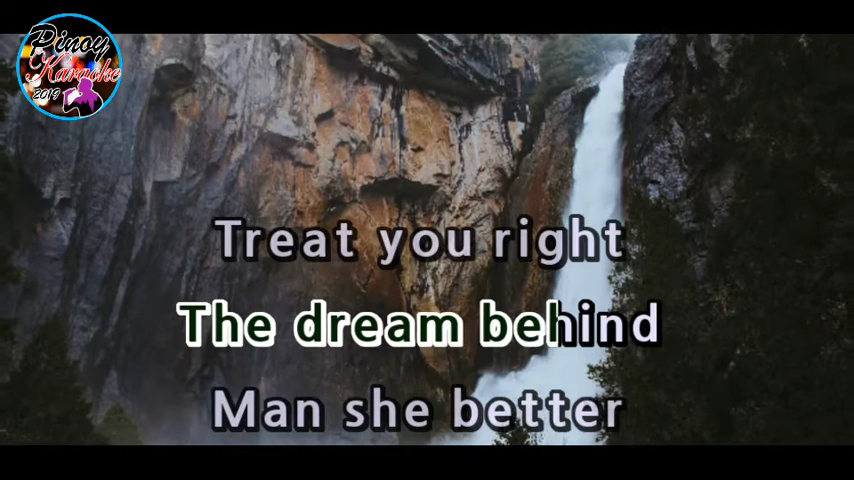 Pinoy
Karaoke
2019
Treat you right
The dream behind
Man she better